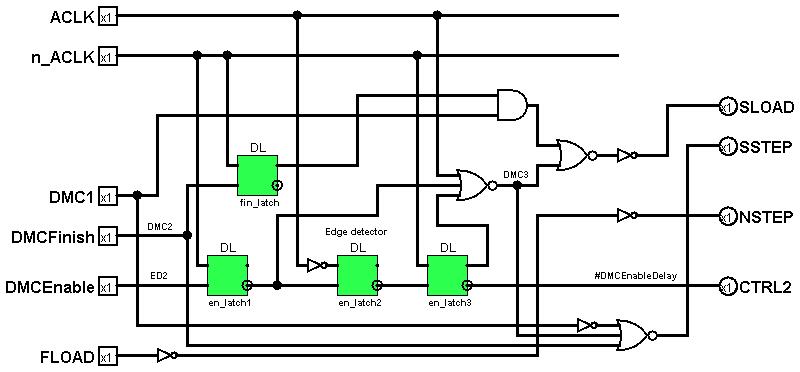 ACLK x1
n_ACLK x1
x1 SLOAD
DL
x1 SSTEP
DMC3
DMC1 x1
fin_latch
DMCFinish x1 DMC2
x1 NSTEP
Edge detector
DL DL DL
DMCEnable x1 ED2
#DMCEnableDelay
x1 CTRL2
en_latch1 en_latch2 en_latch3
FLOAD x1